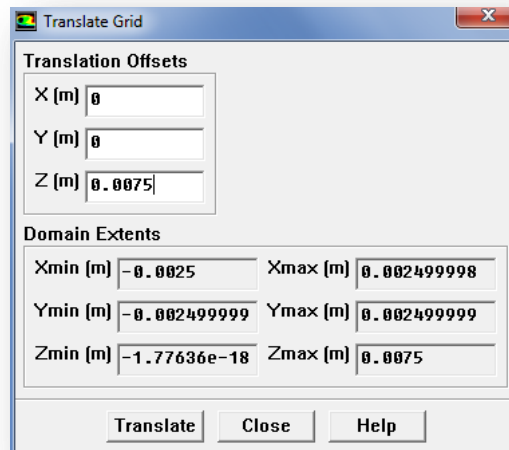 Translate Grid
X
Translation Offsets
X (m) 0
Y (m) 0
Z (m) 0.0075
Domain Extents
Xmin (m) -0.0025 Xmax (m) 0.002499998
Ymin (m) -0.002499999 Ymax (m) 0.002499999
Zmin (m) -1.77636e-18 Zmax (m) 0.0075
Translate Close Help